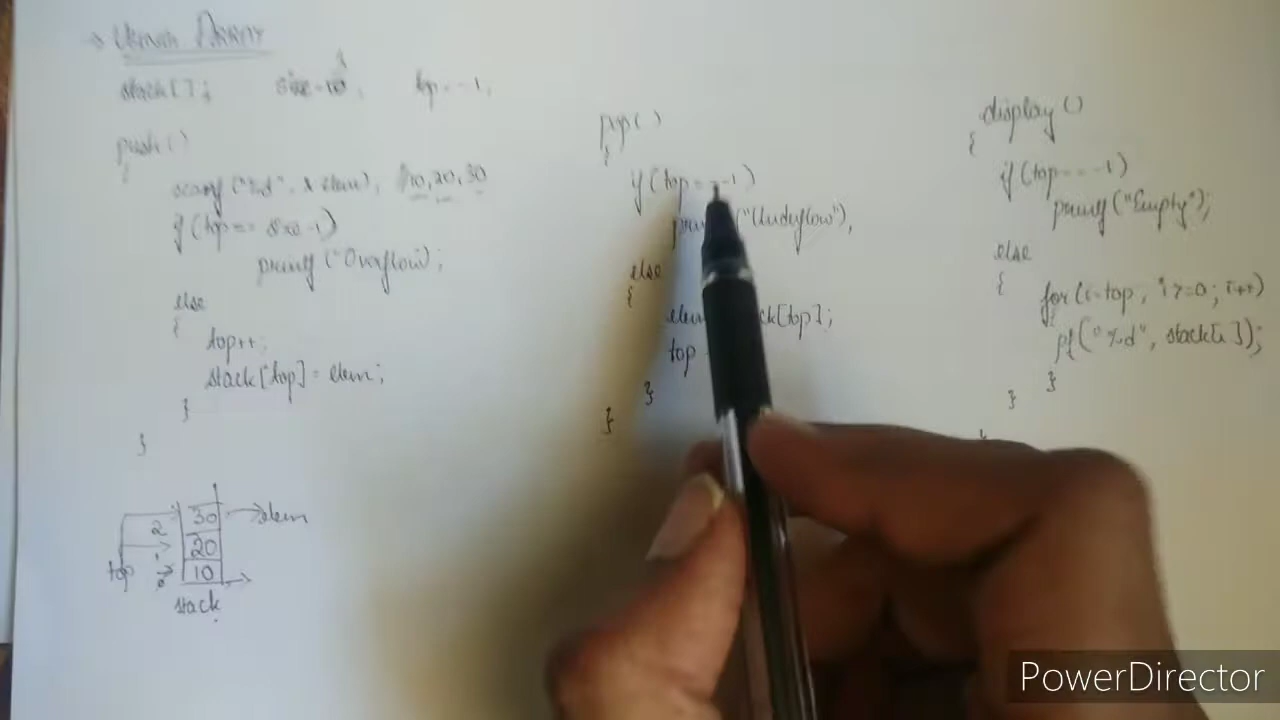 → Using ARRAY
stack[]; size=10, top=-1;
push()
{
scanf("%d", &elem); 10, 20, 30
if(top== size-1)
printf("Overflow);
else
{
top++;
stack[top] = elem;
}
}
pop()
{
if(top==-1)
("Underflow"),
else
{
[top];
top
}
}
display()
{
if(top==-1)
printf("Empty");
else
{
for(i=top, i>=0; i++)
{
pf("%d", stack[i]);
}
}
30 → elem
2
20
1
top 0 10
stack
PowerDirector